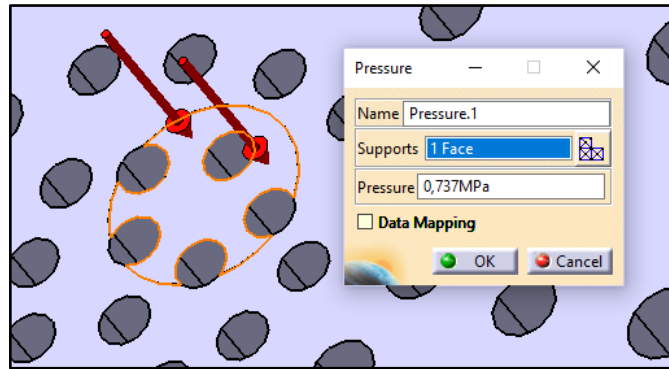 Pressure
Name Pressure.1
Supports 1 Face
Pressure 0,737MPa
Data Mapping
OK Cancel